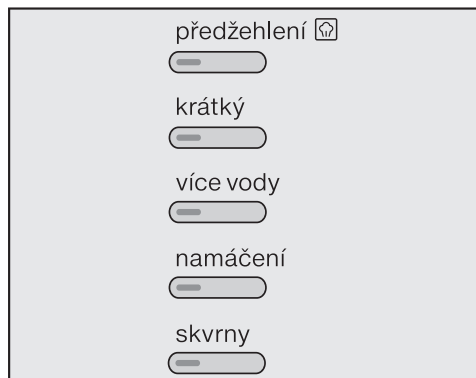 předžehlení
krátký
více vody
namáčení
skvrny